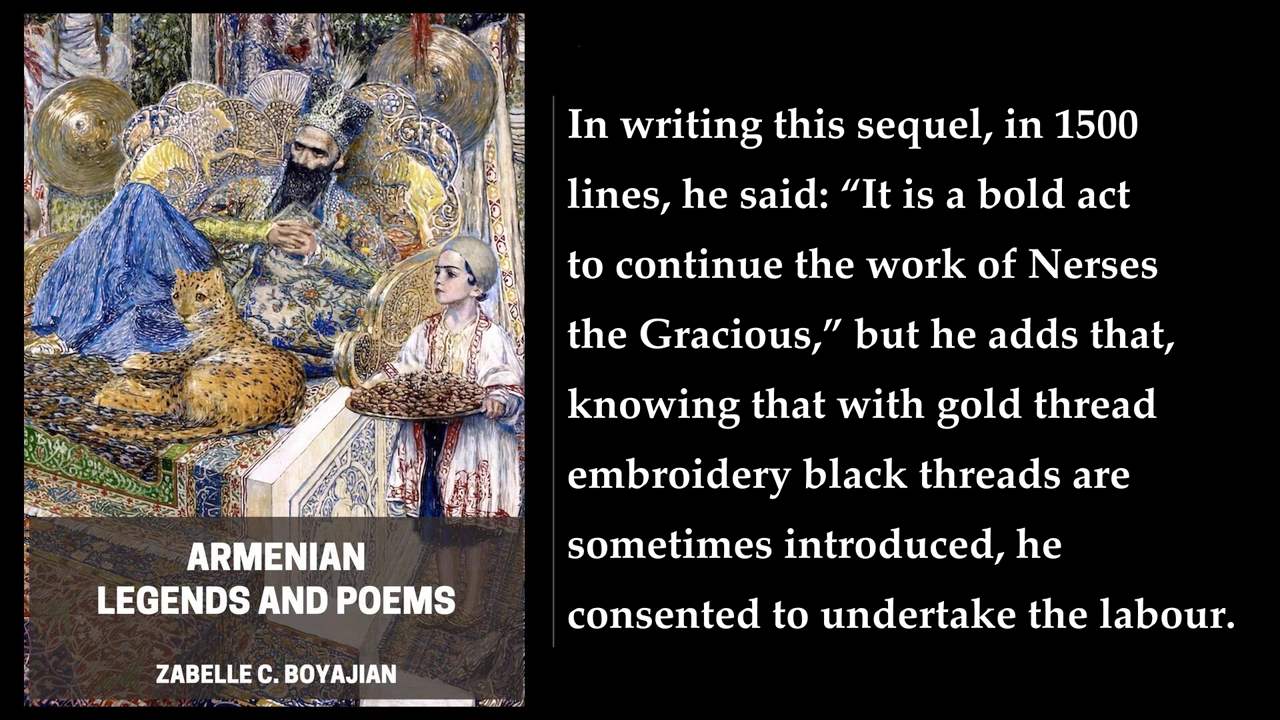 ARMENIAN
LEGENDS AND POEMS
ZABELLE C. BOYAJIAN
In writing this sequel, in 1500
lines, he said: “It is a bold act
to continue the work of Nerses
the Gracious,” but he adds that,
knowing that with gold thread
embroidery black threads are
sometimes introduced, he
consented to undertake the labour.